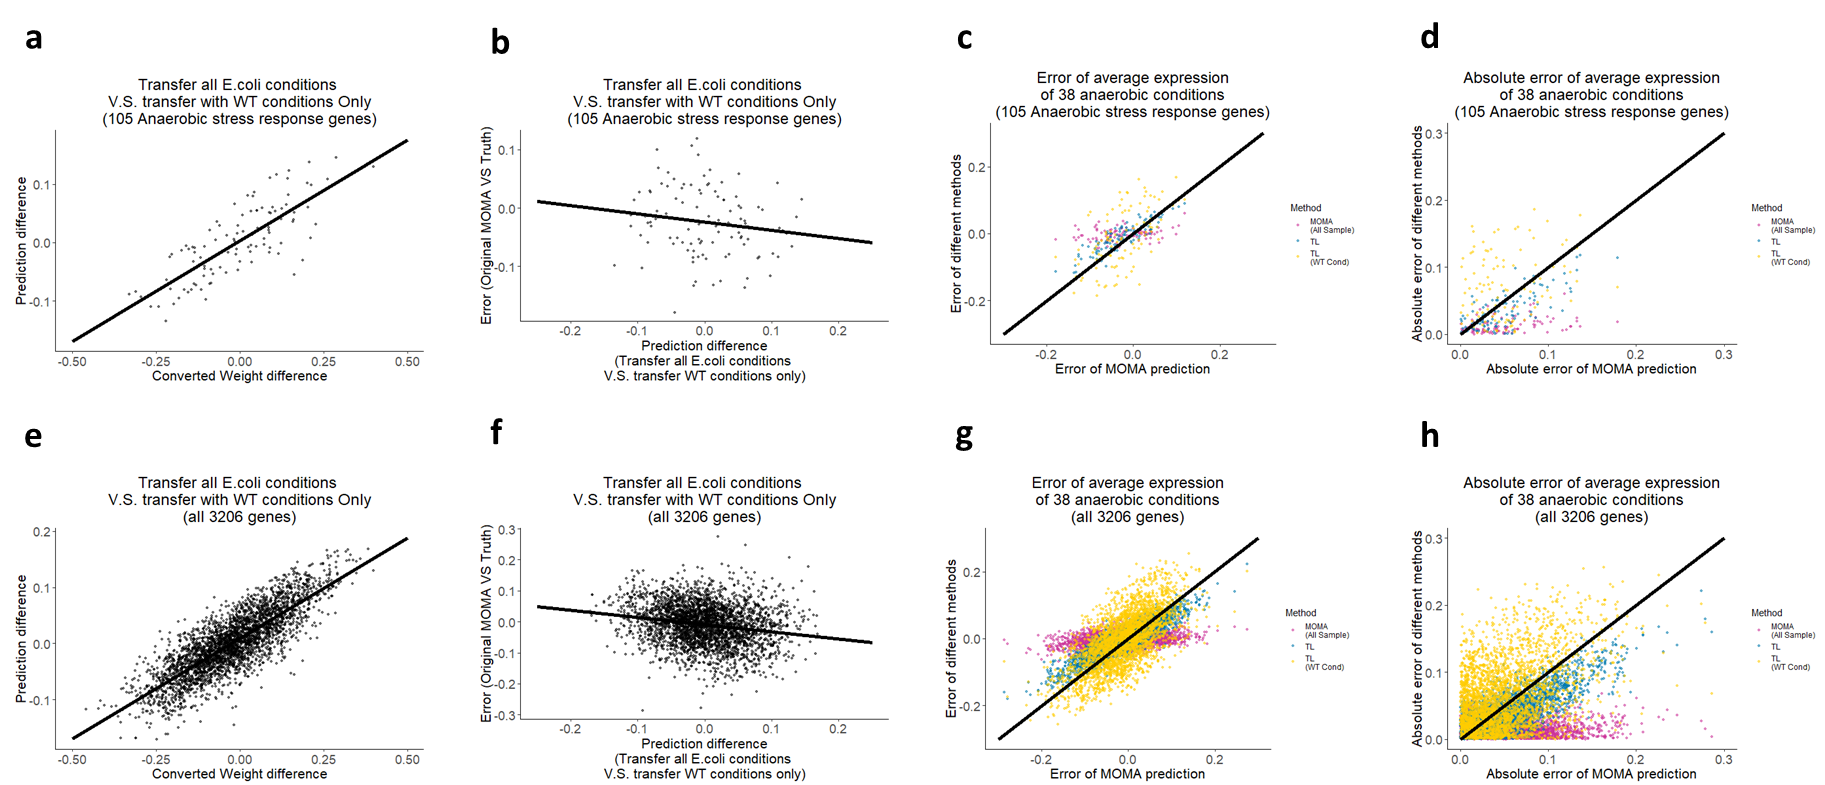 a
Transfer all E.coli conditions
V.S. transfer with WT conditions Only
(105 Anaerobic stress response genes)
Prediction difference
0.1
0.0
-0.1
-0.50
-0.25
0.00
0.25
0.50
Converted Weight difference
b
Transfer all E.coli conditions
V.S. transfer with WT conditions Only
(105 Anaerobic stress response genes)
Error (Original MOMA VS Truth)
0.1
0.0
-0.1
-0.2
-0.1
0.0
0.1
0.2
Prediction difference
(Transfer all E.coli conditions
V.S. transfer WT conditions only)
c
Error of average expression
of 38 anaerobic conditions
(105 Anaerobic stress response genes)
Error of different methods
0.2
0.0
-0.2
-0.2
0.0
0.2
Error of MOMA prediction
Method
MOMA
(All Sample)
TL
TL
(WT Cond)
d
Absolute error of average expression
of 38 anaerobic conditions
(105 Anaerobic stress response genes)
Absolute error of different methods
0.3
0.2
0.1
0.0
0.0
0.1
0.2
0.3
Absolute error of MOMA prediction
Method
MOMA
(All Sample)
TL
TL
(WT Cond)
e
Transfer all E.coli conditions
V.S. transfer with WT conditions Only
(all 3206 genes)
Prediction difference
0.2
0.1
0.0
-0.1
-0.50
-0.25
0.00
0.25
0.50
Converted Weight difference
f
Transfer all E.coli conditions
V.S. transfer with WT conditions Only
(all 3206 genes)
Error (Original MOMA VS Truth)
0.3
0.2
0.1
0.0
-0.1
-0.2
-0.3
-0.2
-0.1
0.0
0.1
0.2
Prediction difference
(Transfer all E.coli conditions
V.S. transfer WT conditions only)
g
Error of average expression
of 38 anaerobic conditions
(all 3206 genes)
Error of different methods
0.2
0.0
-0.2
-0.2
0.0
0.2
Error of MOMA prediction
Method
MOMA
(All Sample)
TL
TL
(WT Cond)
h
Absolute error of average expression
of 38 anaerobic conditions
(all 3206 genes)
Absolute error of different methods
0.3
0.2
0.1
0.0
0.0
0.1
0.2
0.3
Absolute error of MOMA prediction
Method
MOMA
(All Sample)
TL
TL
(WT Cond)